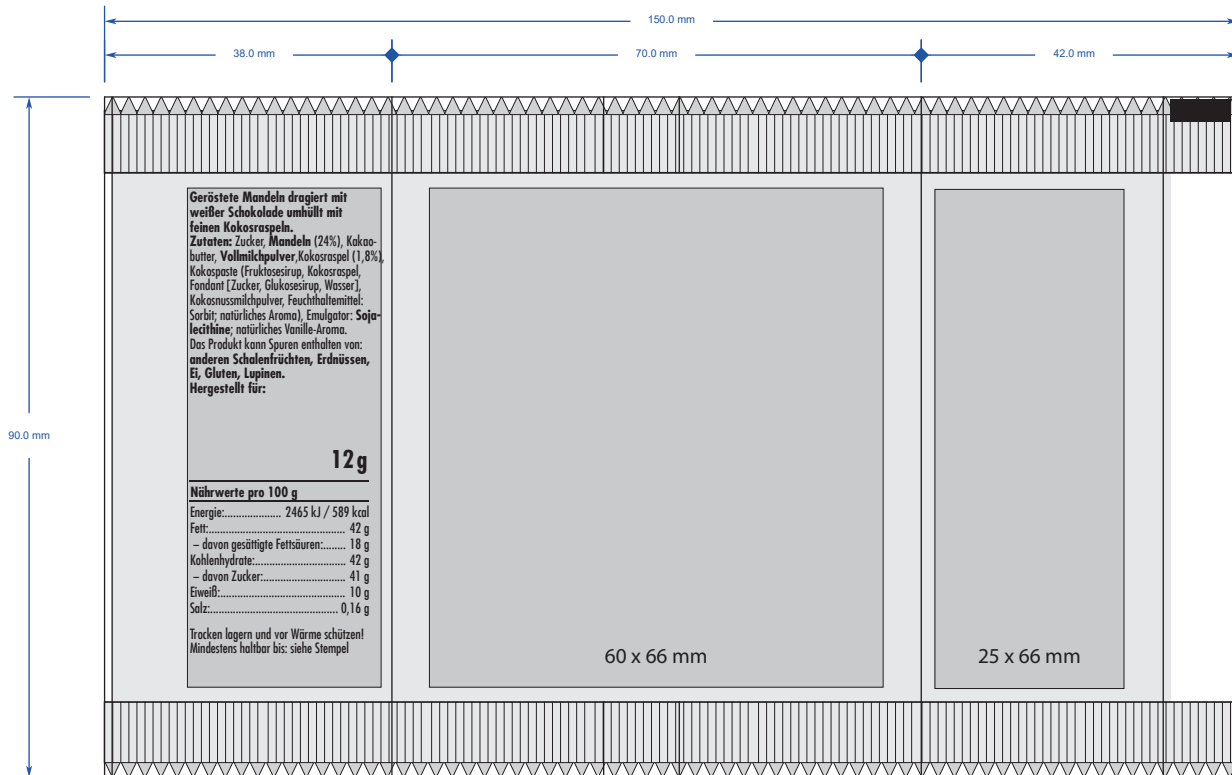 150.0 mm
38.0 mm
70.0 mm
42.0 mm
90.0 mm
Geröstete Mandeln dragiert mit
weißer Schokolade umhüllt mit
feinen Kokosraspeln.
Zutaten: Zucker, Mandeln (24%), Kakao-
butter, Vollmilchpulver,Kokosraspel (1,8%),
Kokospaste (Fruktosesirup, Kokosraspel,
Fondant [Zucker, Glukosesirup, Wasser],
Kokosnussmilchpulver, Feuchthaltemittel:
Sorbit; natürliches Aroma), Emulgator: Soja-
lecithine; natürliches Vanille-Aroma.
Das Produkt kann Spuren enthalten von:
anderen Schalenfrüchten, Erdnüssen,
Ei, Gluten, Lupinen.
Hergestellt für:
12g
Nährwerte pro 100 g
Energie:.................... 2465 kJ / 589 kcal
Fett:............................................... 42 g
– davon gesättigte Fettsäuren:........ 18 g
Kohlenhydrate:................................ 42 g
– davon Zucker:............................. 41 g
Eiweiß:........................................... 10 g
Salz:............................................. 0,16 g
Trocken lagern und vor Wärme schützen!
Mindestens haltbar bis: siehe Stempel
60 x 66 mm
25 x 66 mm